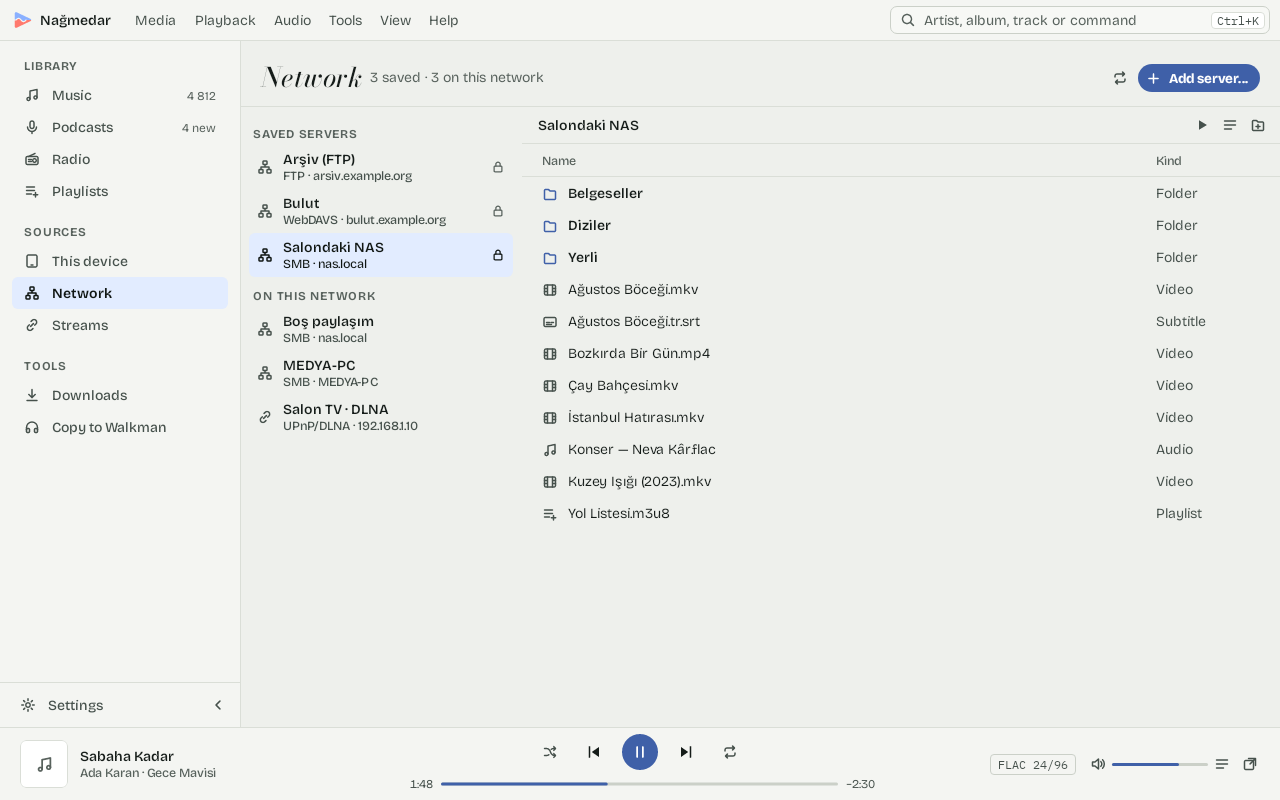 Nağmedar
Media
Playback
Audio
Tools
View
Help
Artist, album, track or command
Ctrl+K
LIBRARY
Music
4 812
Podcasts
4 new
Radio
Playlists
SOURCES
This device
Network
Streams
TOOLS
Downloads
Copy to Walkman
Settings
Network
3 saved · 3 on this network
Add server...
SAVED SERVERS
Arşiv (FTP)
FTP · arsiv.example.org
Bulut
WebDAVS · bulut.example.org
Salondaki NAS
SMB · nas.local
ON THIS NETWORK
Boş paylaşım
SMB · nas.local
MEDYA-PC
SMB · MEDYA-PC
Salon TV · DLNA
UPnP/DLNA · 192.168.1.10
Salondaki NAS
Name
Kind
Belgeseller
Folder
Diziler
Folder
Yerli
Folder
Ağustos Böceği.mkv
Video
Ağustos Böceği.tr.srt
Subtitle
Bozkırda Bir Gün.mp4
Video
Çay Bahçesi.mkv
Video
İstanbul Hatırası.mkv
Video
Konser — Neva Kâr.flac
Audio
Kuzey Işığı (2023).mkv
Video
Yol Listesi.m3u8
Playlist
Sabaha Kadar
Ada Karan · Gece Mavisi
1:48
−2:30
FLAC 24/96